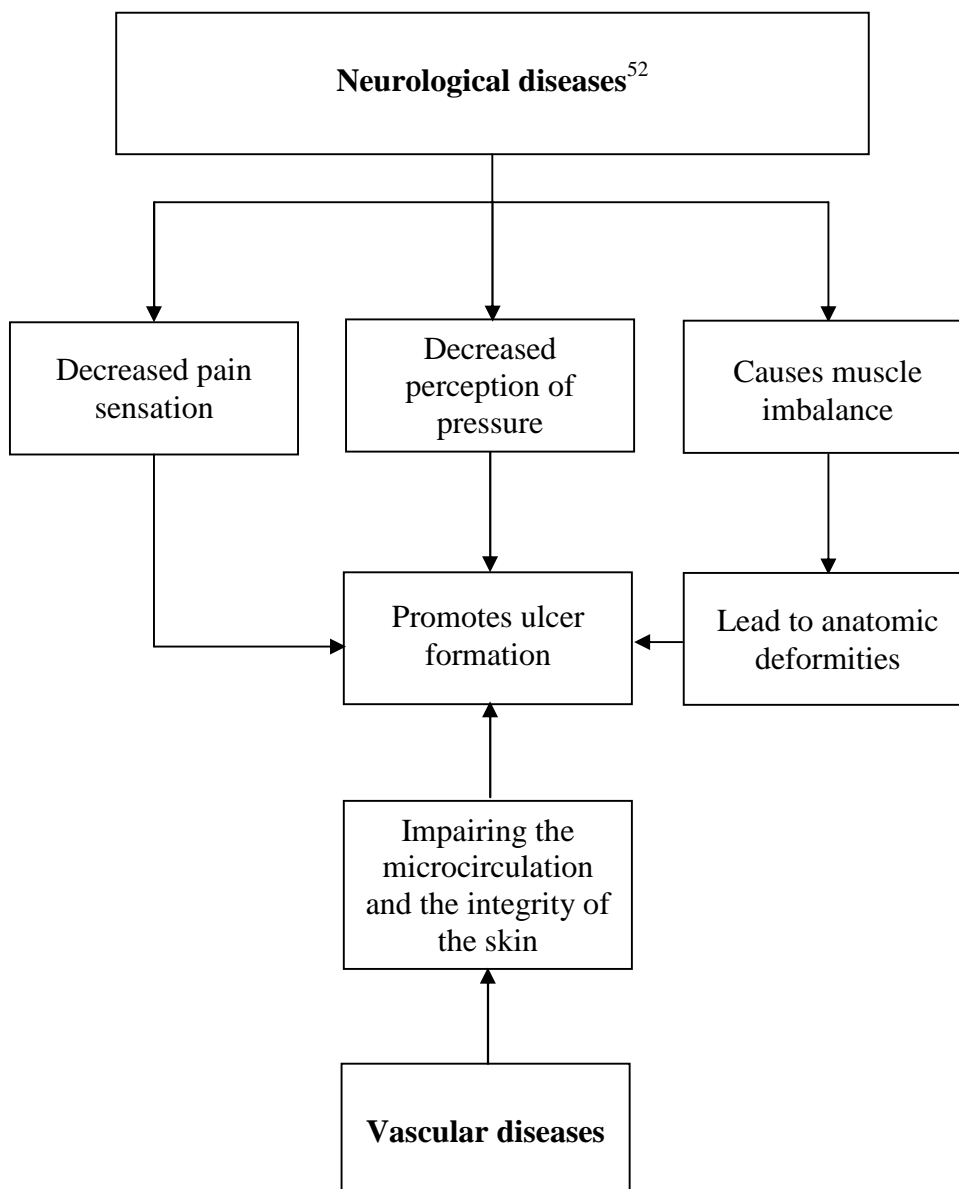 Neurological diseases52
Decreased pain
sensation
Decreased
perception of
pressure
Causes muscle
imbalance
Promotes ulcer
formation
Lead to anatomic
deformities
Impairing the
microcirculation
and the integrity of
the skin
Vascular diseases